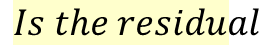 Is the residual